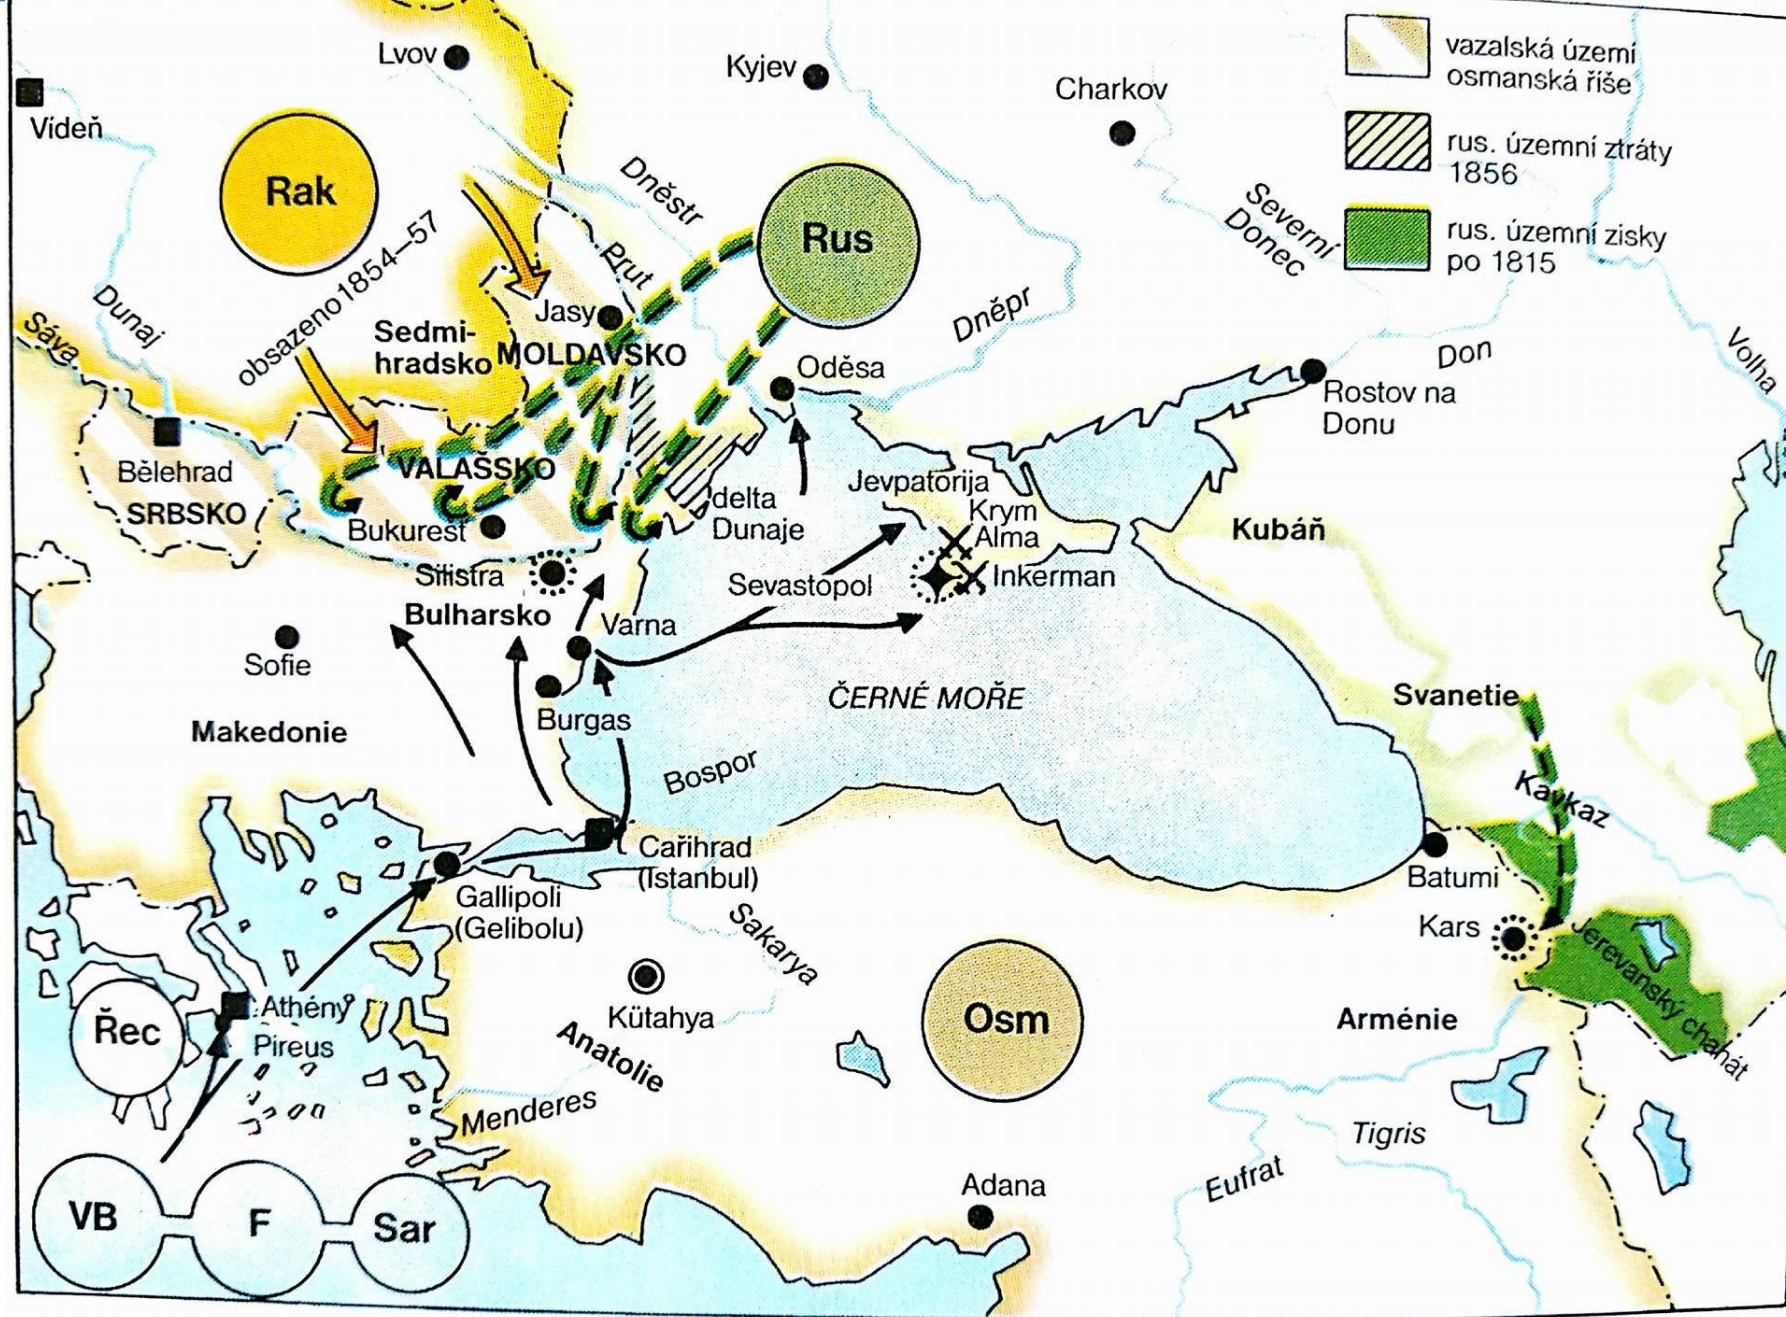 vazalská území
osmanská říše
rus. územní ztráty
1856
rus. územní zisky
po 1815
Lvov
Kyjev
Charkov
Vídeň
Rak
Rus
Dněstr
Prut
Severní
Donec
Dněpr
Don
Volha
Dunaj
Sáva
obsazeno 1854–57
Sedmi-
hradsko
Jasy
MOLDAVSKO
Oděsa
Rostov na
Donu
Bělehrad
SRBSKO
VALAŠSKO
Bukurešť
delta
Dunaje
Jevpatorija
Krym
Alma
Inkerman
Sevastopol
Kubáň
Silistra
Bulharsko
Varna
Sofie
Burgas
ČERNÉ MOŘE
Svanetie
Makedonie
Bospor
Kavkaz
Cařihrad
(Istanbul)
Batumi
Gallipoli
(Gelibolu)
Sakarya
Kars
Jerevanský chanát
Kütahya
Anatolie
Osm
Arménie
Řec
Athény
Pireus
Menderes
Tigris
Eufrat
Adana
VB
F
Sar